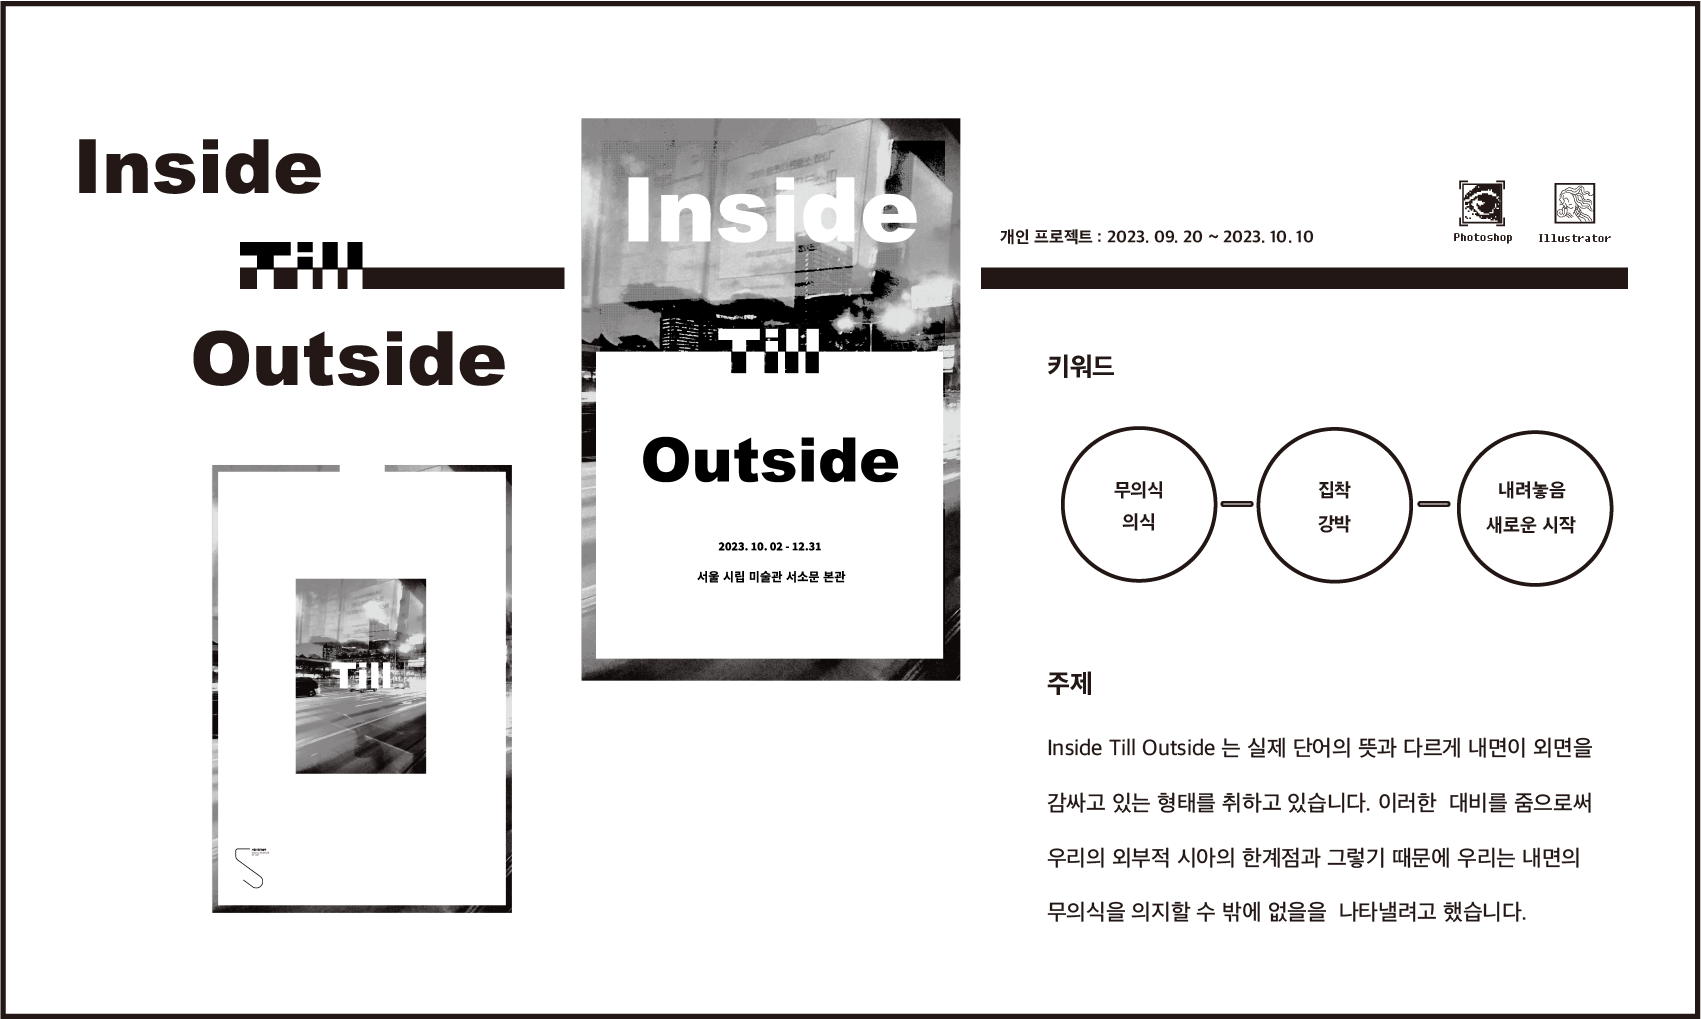 Inside
Till
Outside
Inside
Till
Outside
2023. 10. 02 - 12.31
서울 시립 미술관 서소문 본관
Till
개인 프로젝트 : 2023. 09. 20 ~ 2023. 10. 10
Photoshop
Illustrator
키워드
무의식
의식
집착
강박
내려놓음
새로운 시작
주제
Inside Till Outside 는 실제 단어의 뜻과 다르게 내면이 외면을
감싸고 있는 형태를 취하고 있습니다. 이러한 대비를 줌으로써
우리의 외부적 시아의 한계점과 그렇기 때문에 우리는 내면의
무의식을 의지할 수 밖에 없을을 나타낼려고 했습니다.